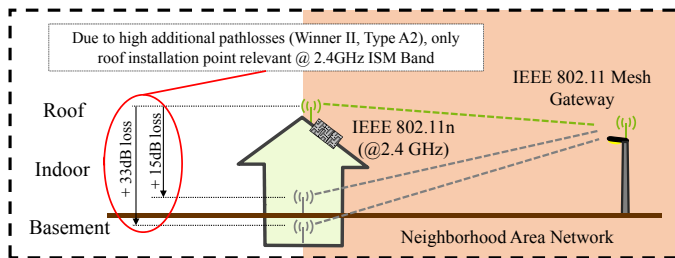 Due to high additional pathlosses (Winner II, Type A2), only
roof installation point relevant @ 2.4GHz ISM Band
IEEE 802.11 Mesh
Gateway
Roof
IEEE 802.11n
(@2.4 GHz)
+ 33dB loss
+ 15dB loss
Indoor
Basement
Neighborhood Area Network